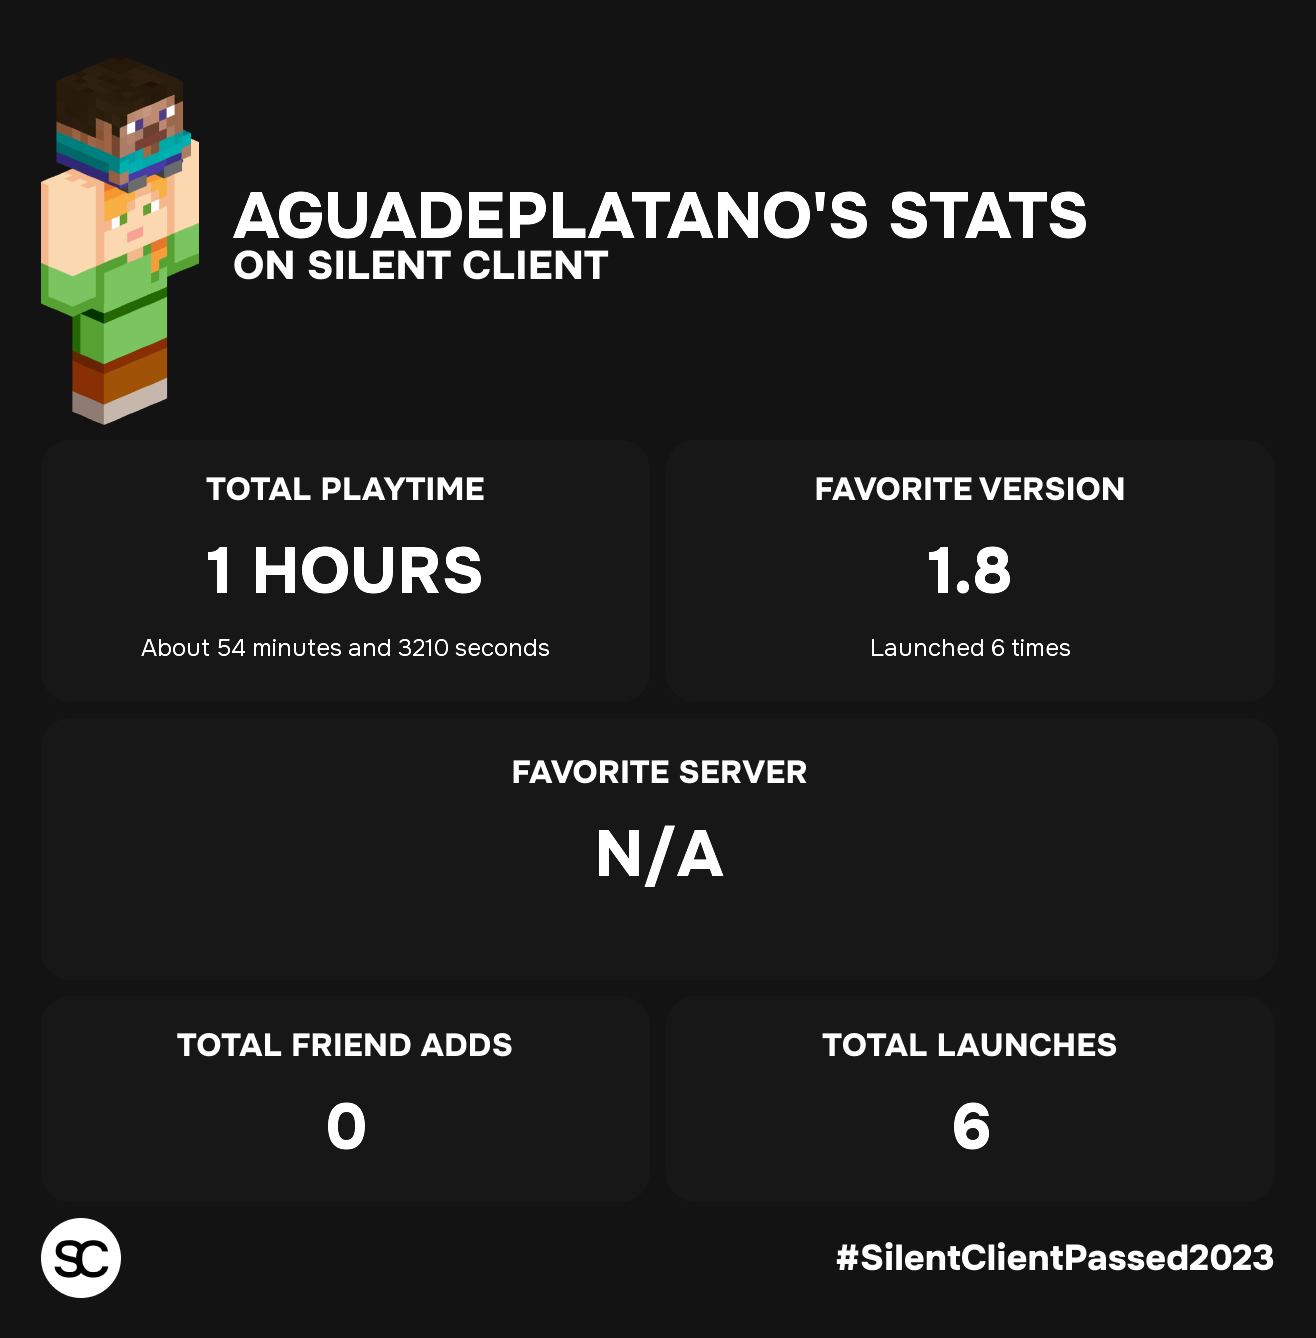 AGUADEPLATANO'S STATS
ON SILENT CLIENT
TOTAL PLAYTIME
1 HOURS
About 54 minutes and 3210 seconds
FAVORITE VERSION
1.8
Launched 6 times
FAVORITE SERVER
N/A
TOTAL FRIEND ADDS
0
TOTAL LAUNCHES
6
SC
#SilentClientPassed2023